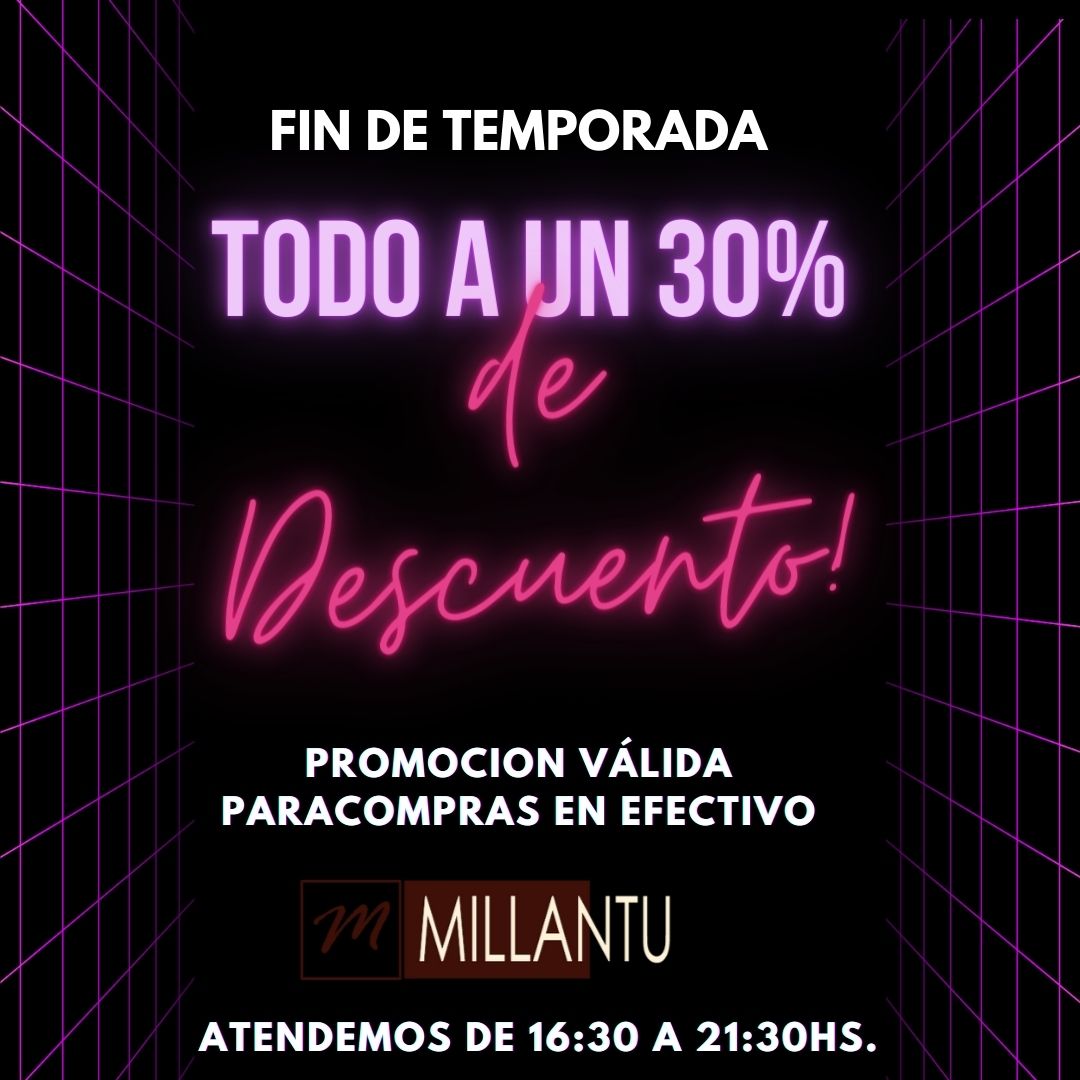 FIN DE TEMPORADA
TODO A UN 30%
de
Descuento!
PROMOCION VÁLIDA
PARACOMPRAS EN EFECTIVO
M MILLANTU
ATENDEMOS DE 16:30 A 21:30HS.